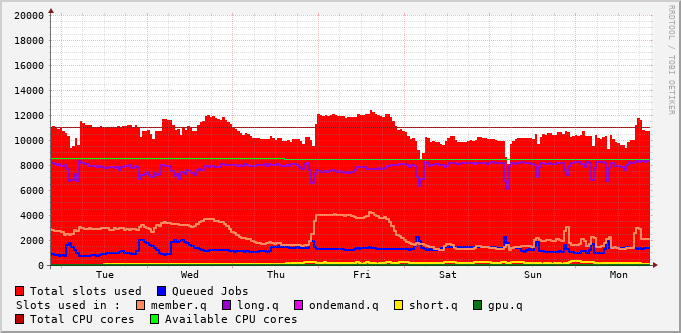 20000
18000
16000
14000
12000
10000
8000
6000
4000
2000
0
Tue Wed Thu Fri Sat Sun Mon
RRDTOOL / TOBI OETIKER
Total slots used Queued Jobs
Slots used in : member.q long.q ondemand.q short.q gpu.q
Total CPU cores Available CPU cores